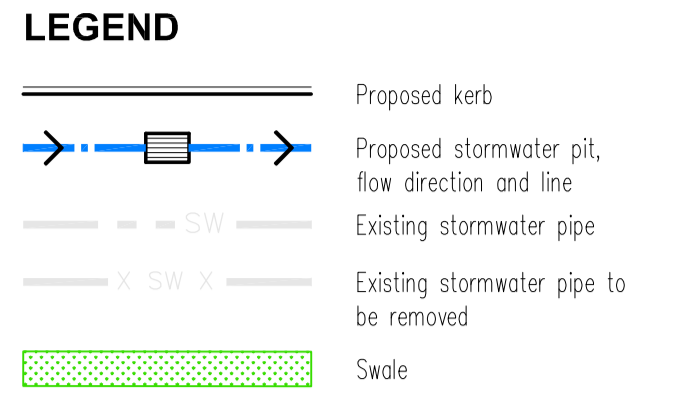 LEGEND
Proposed kerb
Proposed stormwater pit,
flow direction and line
SW
Existing stormwater pipe
X SW X
Existing stormwater pipe to
be removed
Swale